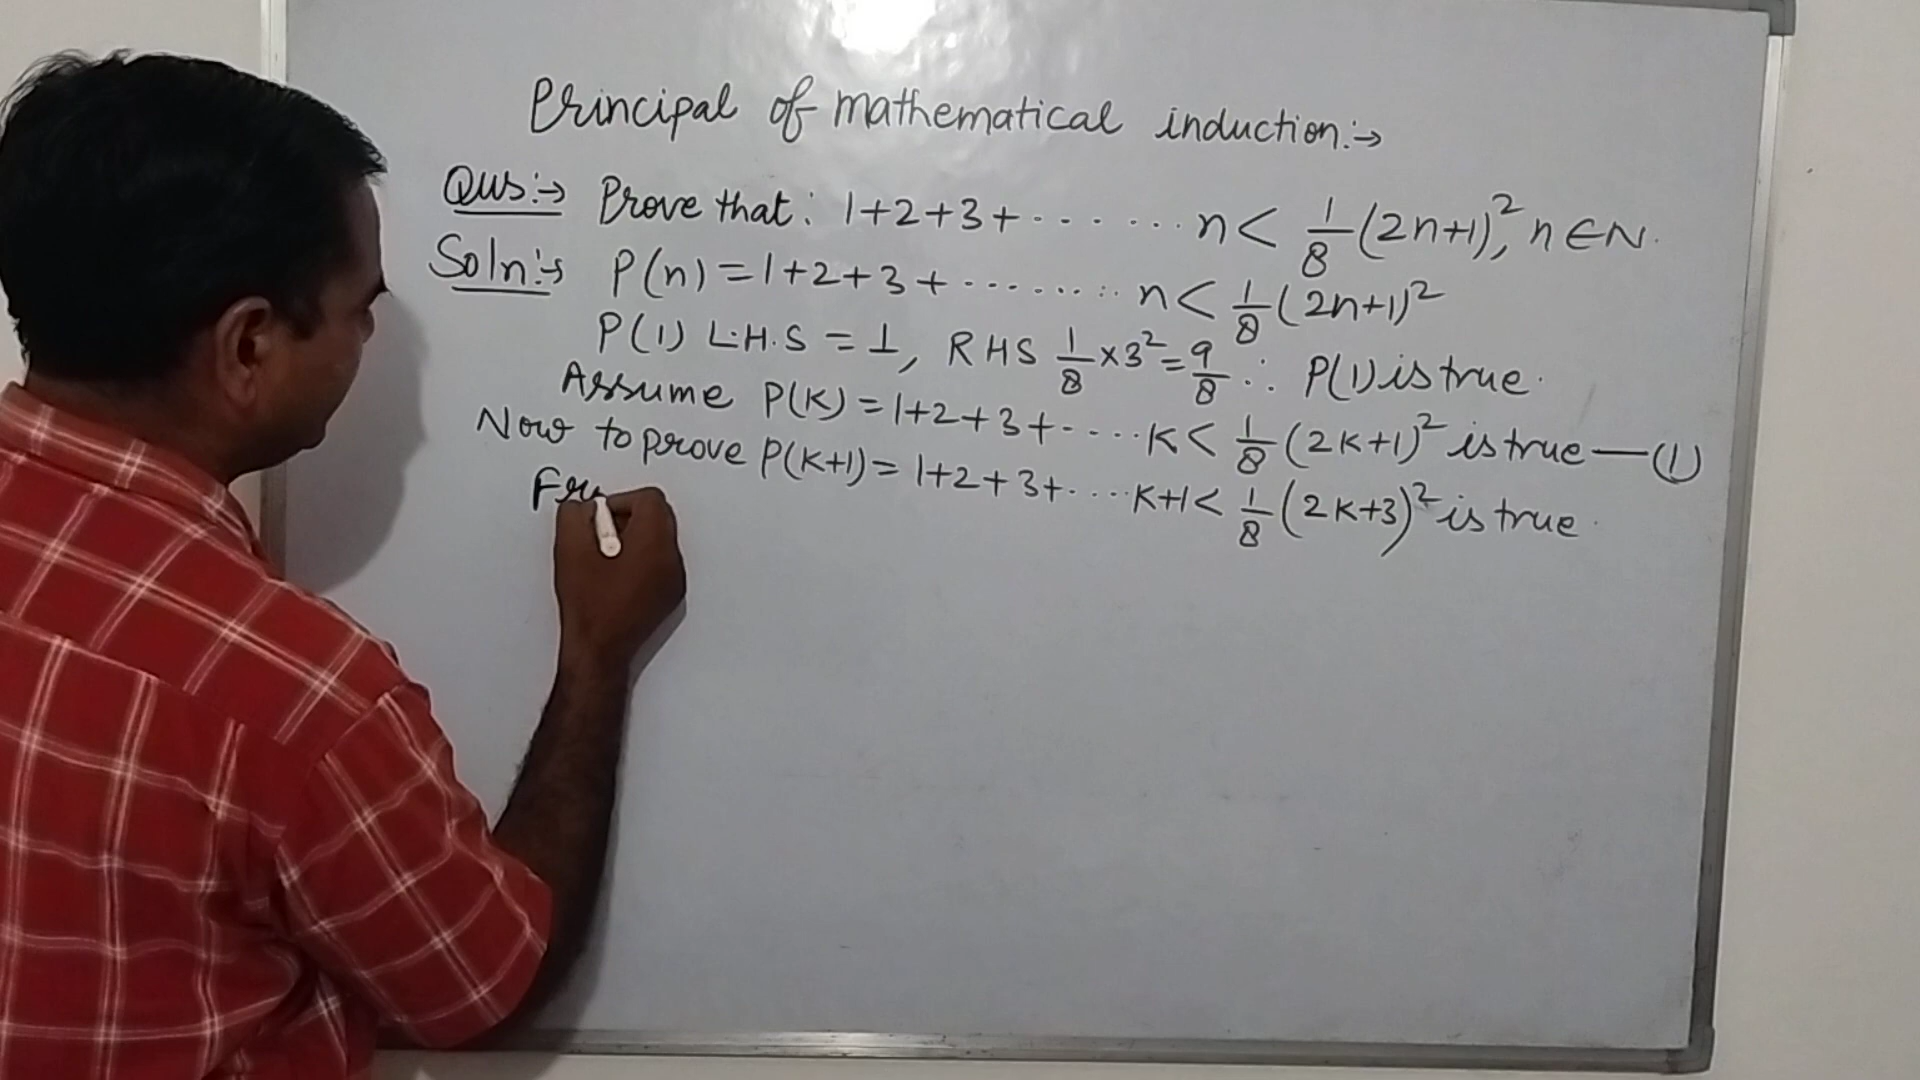 Principal of mathematical induction:→
Qus:→ Prove that: 1+2+3+.......n < 1/8 (2n+1)², n∈N.
Soln:→ P(n) = 1+2+3+.........n < 1/8 (2n+1)²
P(1) L.H.S = 1, RHS 1/8 ×3² = 9/8 ∴ P(1) is true.
Assume P(K) = 1+2+3+.....K < 1/8 (2K+1)² is true — (1)
Now to prove P(K+1) = 1+2+3+.....K+1 < 1/8 (2K+3)² is true.